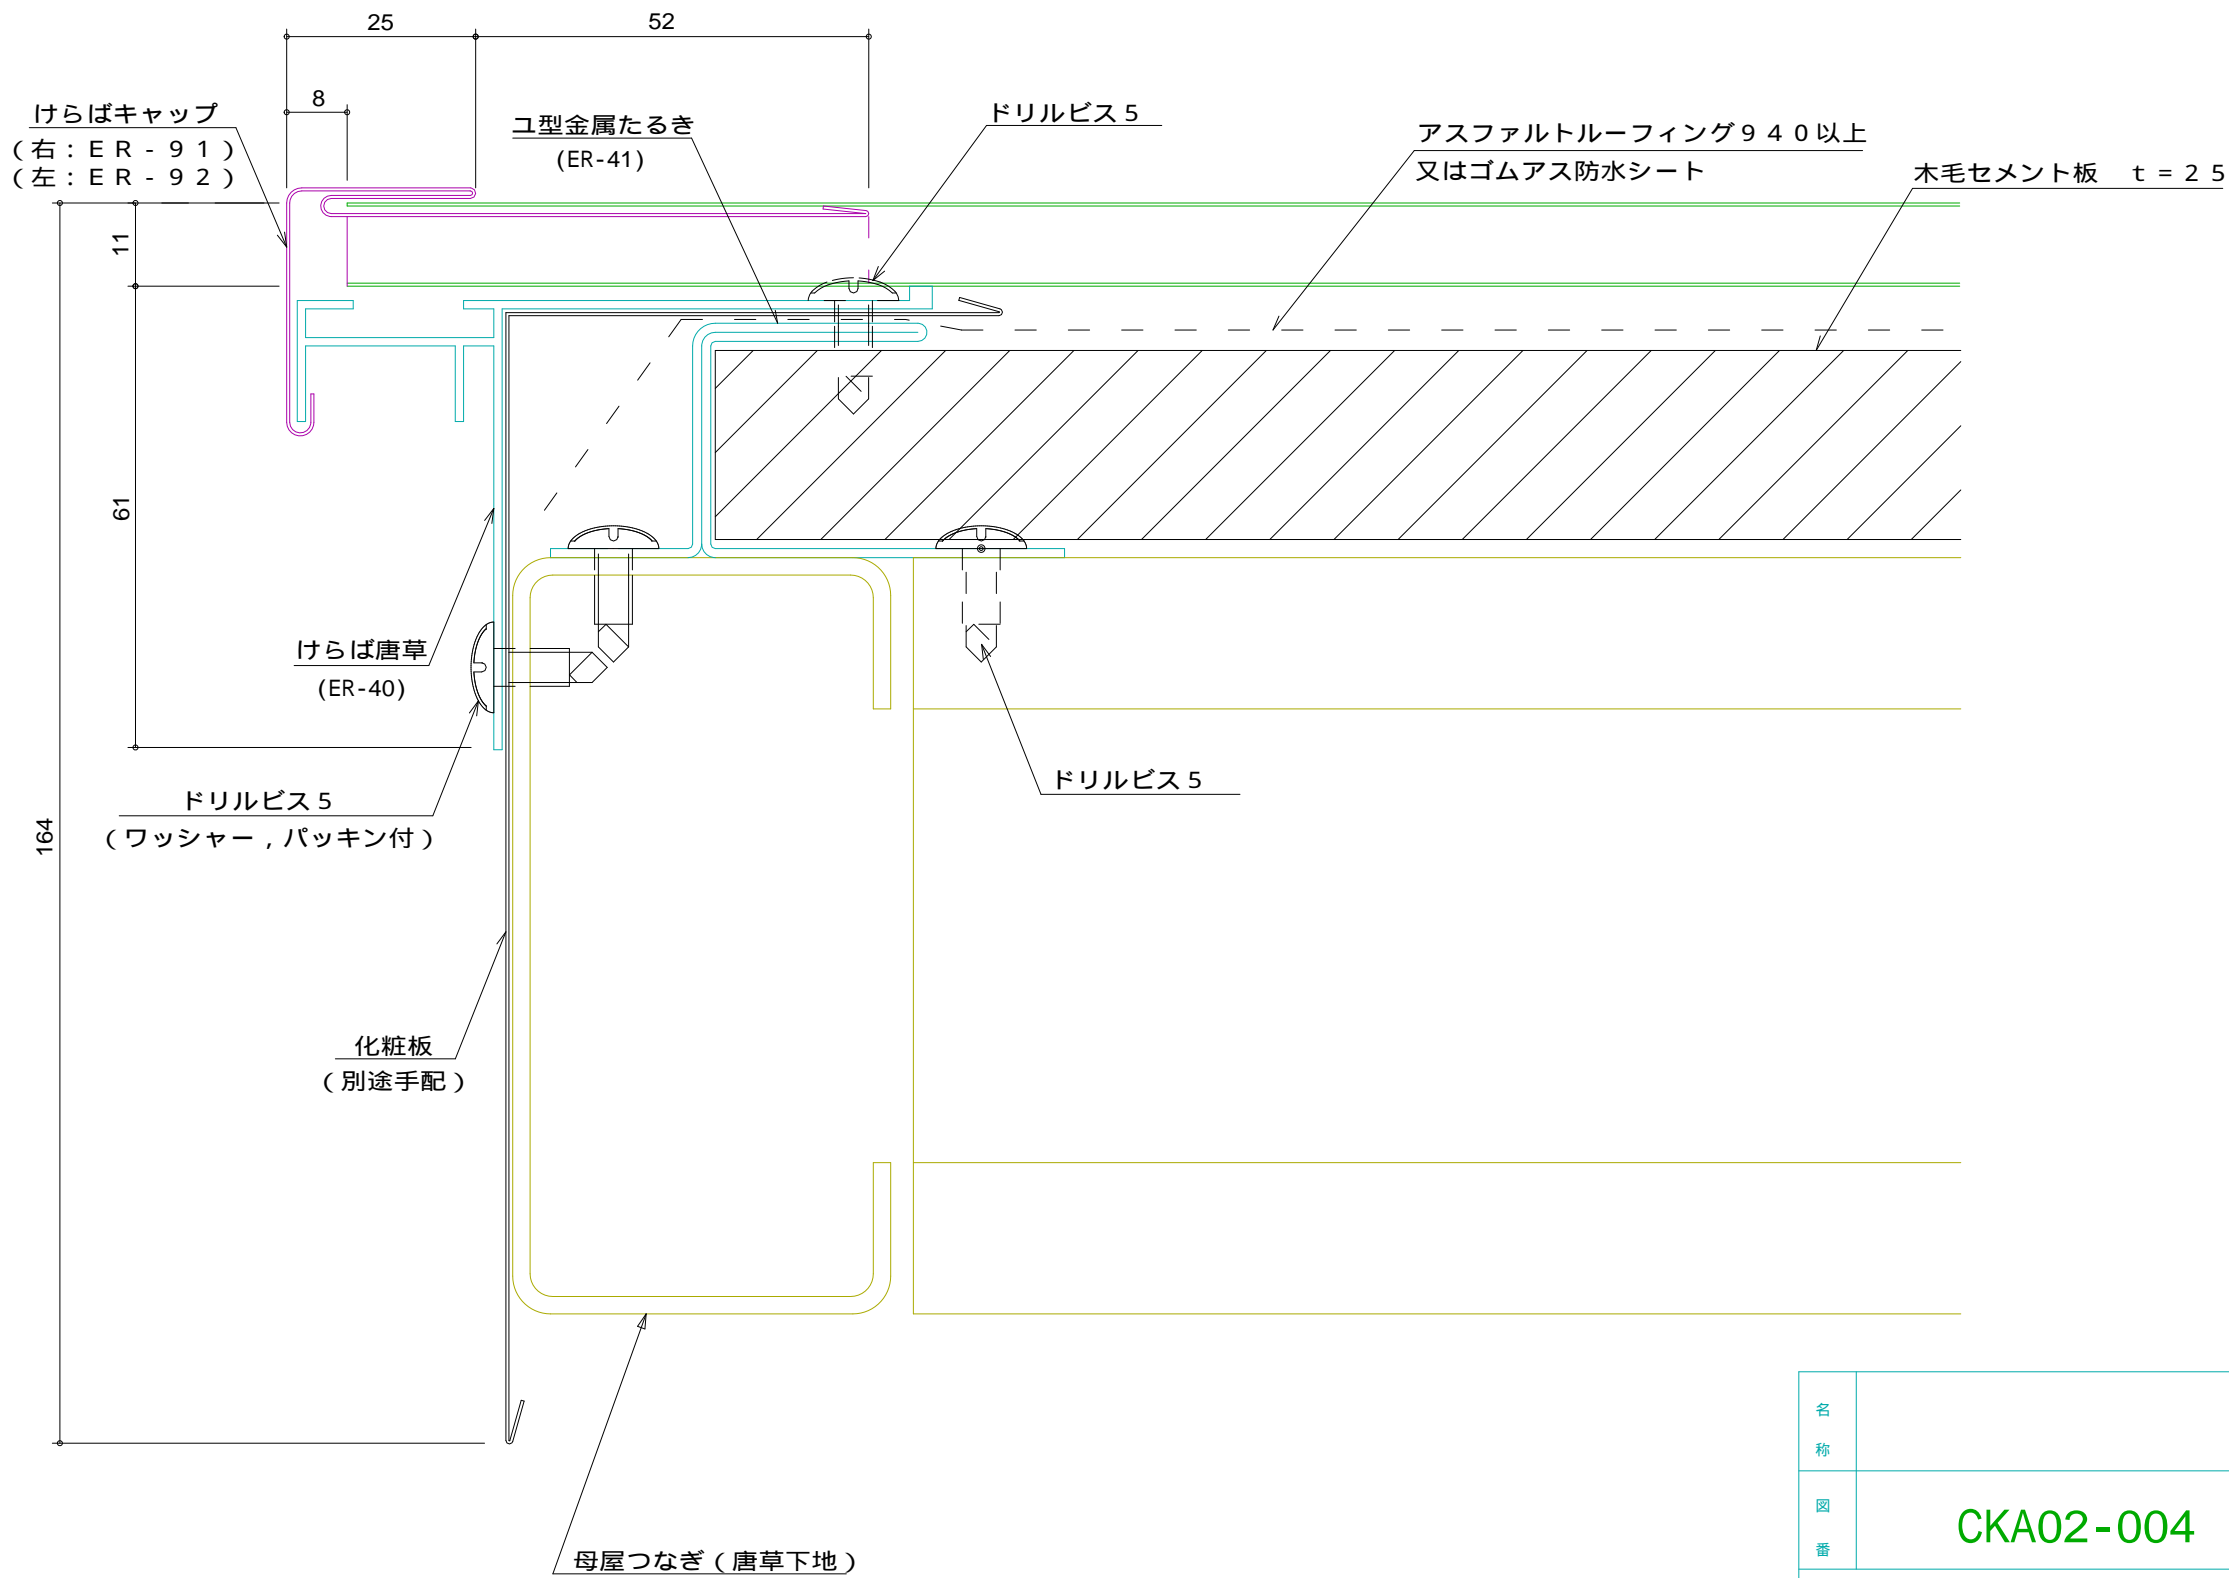 25
52
8
けらばキャップ
（右：ＥＲ‐９１）
（左：ＥＲ‐９２）
ユ型金属たるき
(ER-41)
ドリルビス５
アスファルトルーフィング９４０以上
又はゴムアス防水シート
木毛セメント板　ｔ＝２５
11
61
164
けらば唐草
(ER-40)
ドリルビス５
（ワッシャー，パッキン付）
ドリルビス５
化粧板
（別途手配）
母屋つなぎ（唐草下地）
名称
図番
CKA02-004